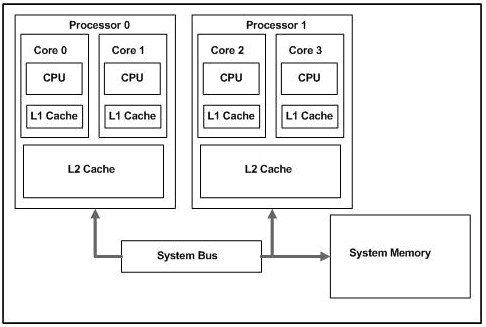 Processor 0
Processor 1
Core 0
Core 1
Core 2
Core 3
CPU
CPU
CPU
CPU
L1 Cache
L1 Cache
L1 Cache
L1 Cache
L2 Cache
L2 Cache
System Bus
System Memory